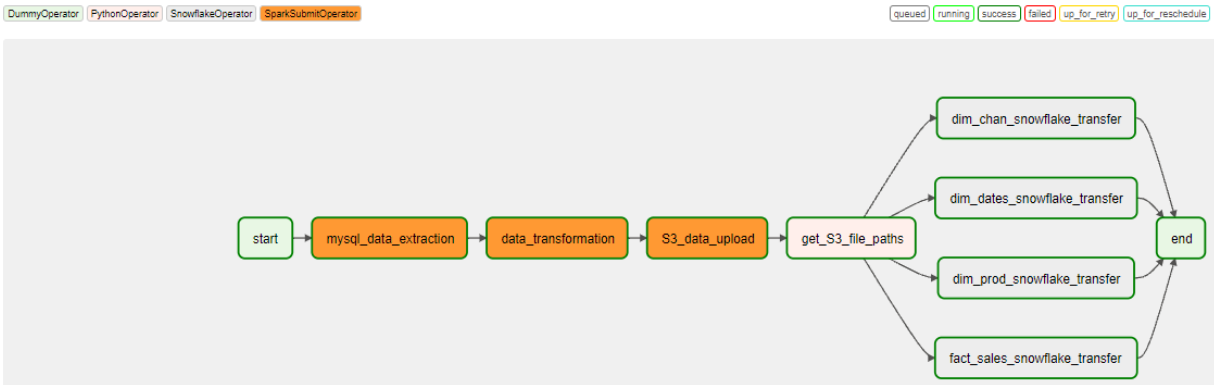 DummyOperator PythonOperator SnowflakeOperator SparkSubmitOperator queued running success failed up_for_retry up_for_reschedule
dim_chan_snowflake_transfer
dim_dates_snowflake_transfer
start mysql_data_extraction data_transformation S3_data_upload get_S3_file_paths end
dim_prod_snowflake_transfer
fact_sales_snowflake_transfer